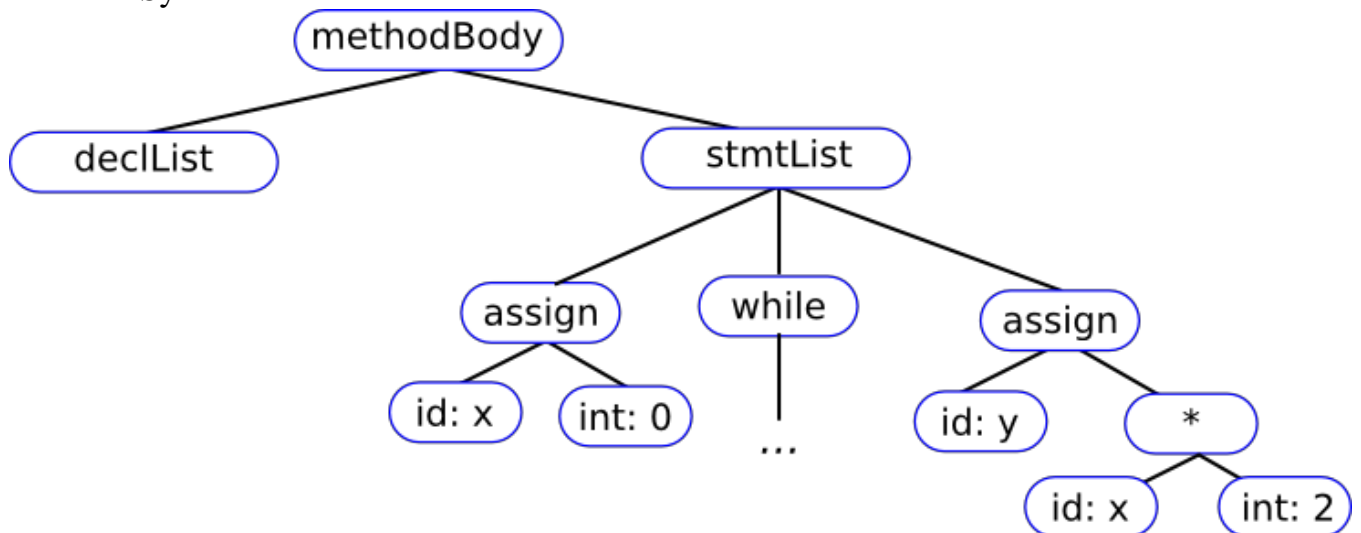 methodBody
declList
stmtList
assign
while
assign
id: x
int: 0
...
id: y
*
id: x
int: 2